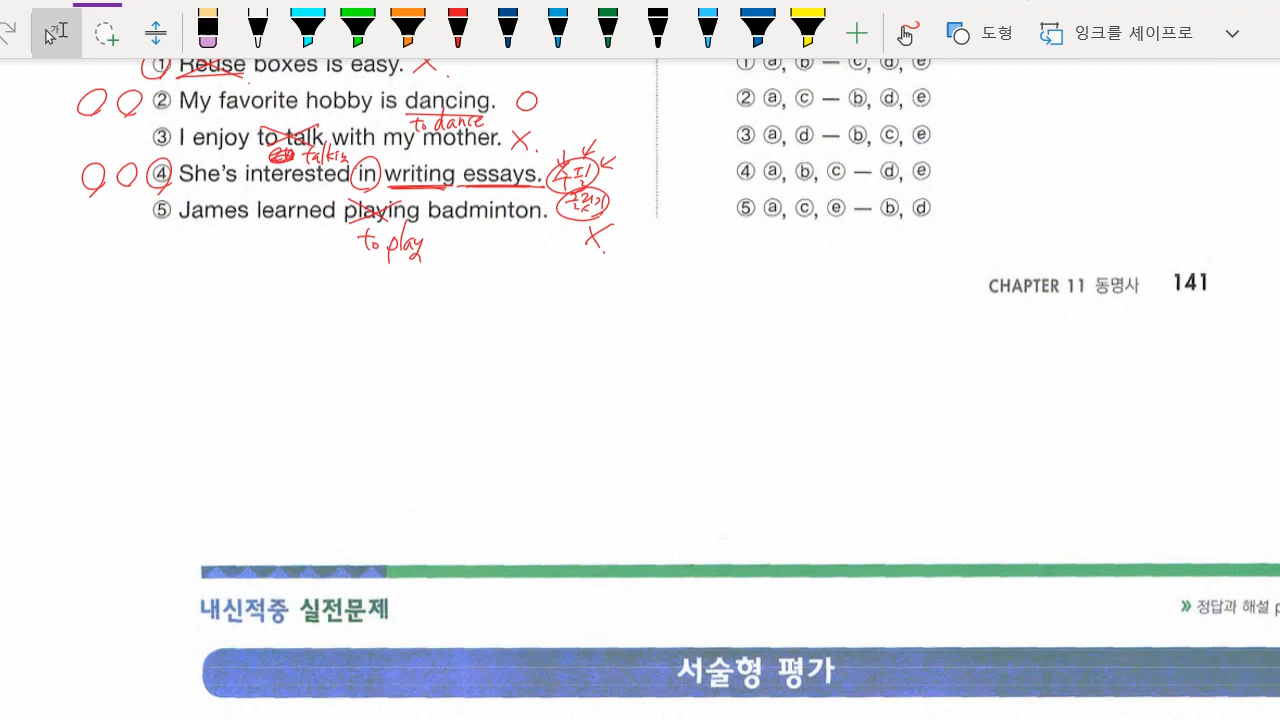 도형
잉크를 셰이프로
① Reuse boxes is easy. X
② My favorite hobby is dancing. O
to dance
③ I enjoy to talk with my mother. X.
talkin
④ She's interested in writing essays.
⑤ James learned playing badminton.
to play X.
① ⓐ, ⓑ — ⓒ, ⓓ, ⓔ
② ⓐ, ⓒ — ⓑ, ⓓ, ⓔ
③ ⓐ, ⓓ — ⓑ, ⓒ, ⓔ
④ ⓐ, ⓑ, ⓒ — ⓓ, ⓔ
⑤ ⓐ, ⓒ, ⓔ — ⓑ, ⓓ
CHAPTER 11 동명사 141
내신적중 실전문제
» 정답과 해설 p
서술형 평가